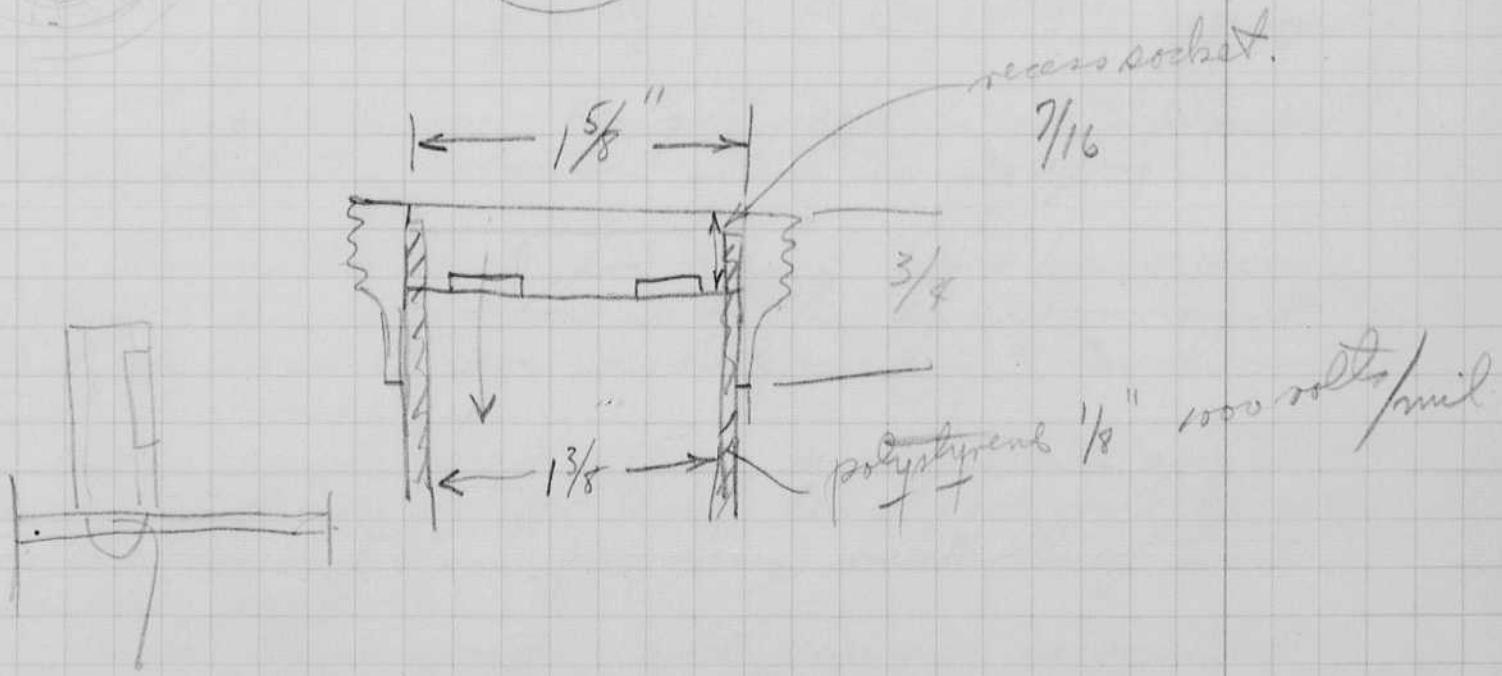 recess socket.
7/16
1 5/8"
3/4
polystyrene 1/8" 1000 volts/mil
1 3/8